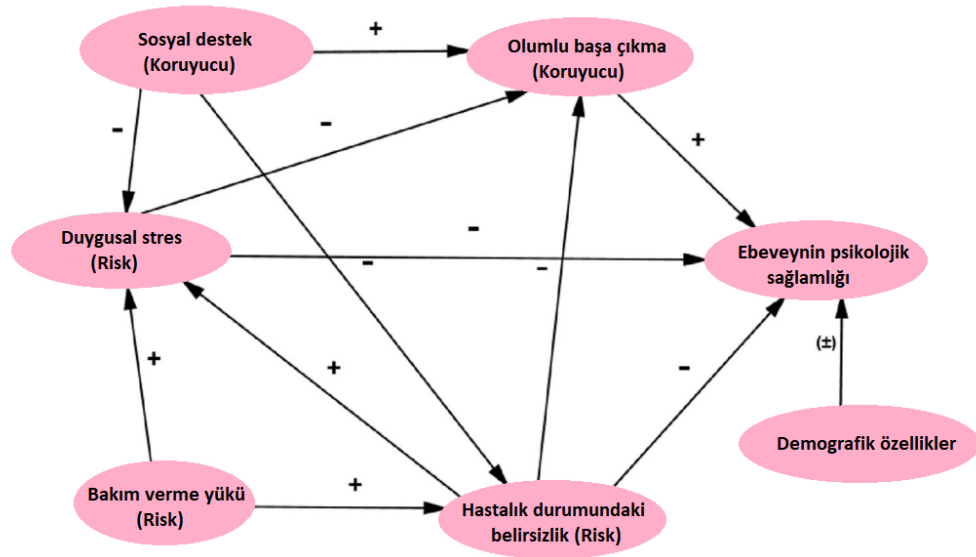 Sosyal destek
(Koruyucu)
+
Olumlu başa çıkma
(Koruyucu)
-
-
+
Duygusal stres
(Risk)
-
-
-
Ebeveynin psikolojik
sağlamlığı
+
+
-
(±)
Demografik özellikler
Bakım verme yükü
(Risk)
+
Hastalık durumundaki
belirsizlik (Risk)